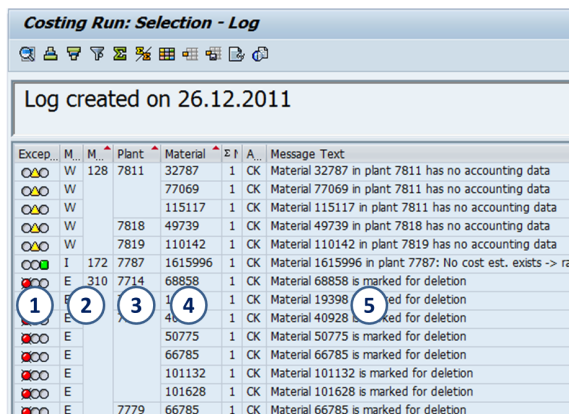 Costing Run: Selection - Log
Log created on 26.12.2011
Excep... M... M... Plant Material Σ A... Message Text
W 128 7811 32787 1 CK Material 32787 in plant 7811 has no accounting data
W 77069 1 CK Material 77069 in plant 7811 has no accounting data
W 115117 1 CK Material 115117 in plant 7811 has no accounting data
W 7818 49739 1 CK Material 49739 in plant 7818 has no accounting data
W 7819 110142 1 CK Material 110142 in plant 7819 has no accounting data
I 172 7787 1615996 1 CK Material 1615996 in plant 7787: No cost est. exists ->
E 310 7714 68858 1 CK Material 68858 is marked for deletion
1 2 3 4 5
1 CK Material 19398 marked for deletion
E 1 CK Material 40928 is marked for deletion
E 50775 1 CK Material 50775 is marked for deletion
E 66785 1 CK Material 66785 is marked for deletion
E 101132 1 CK Material 101132 is marked for deletion
E 101628 1 CK Material 101628 is marked for deletion
E 7779 66785 1 CK Material 66785 is marked for deletion